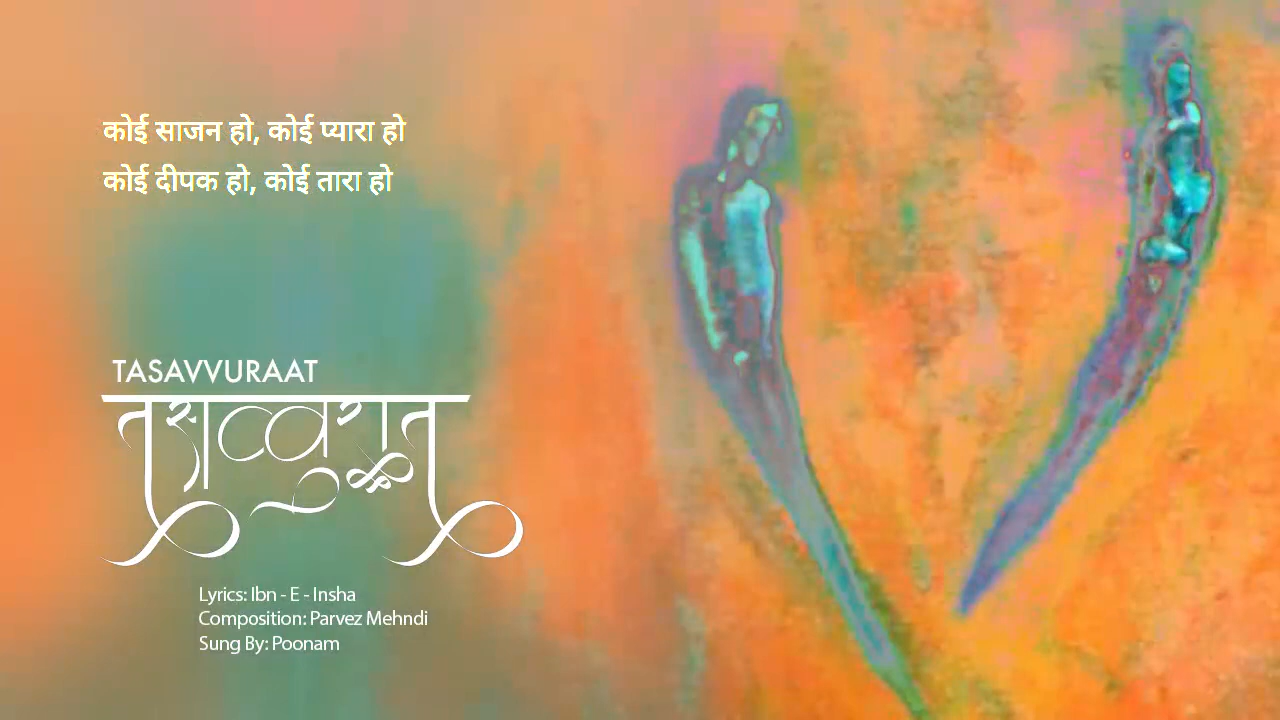 कोई साजन हो, कोई प्यारा हो
कोई दीपक हो, कोई तारा हो
TASAVVURAAT
तसव्वुरात
Lyrics: Ibn - E - Insha
Composition: Parvez Mehndi
Sung By: Poonam